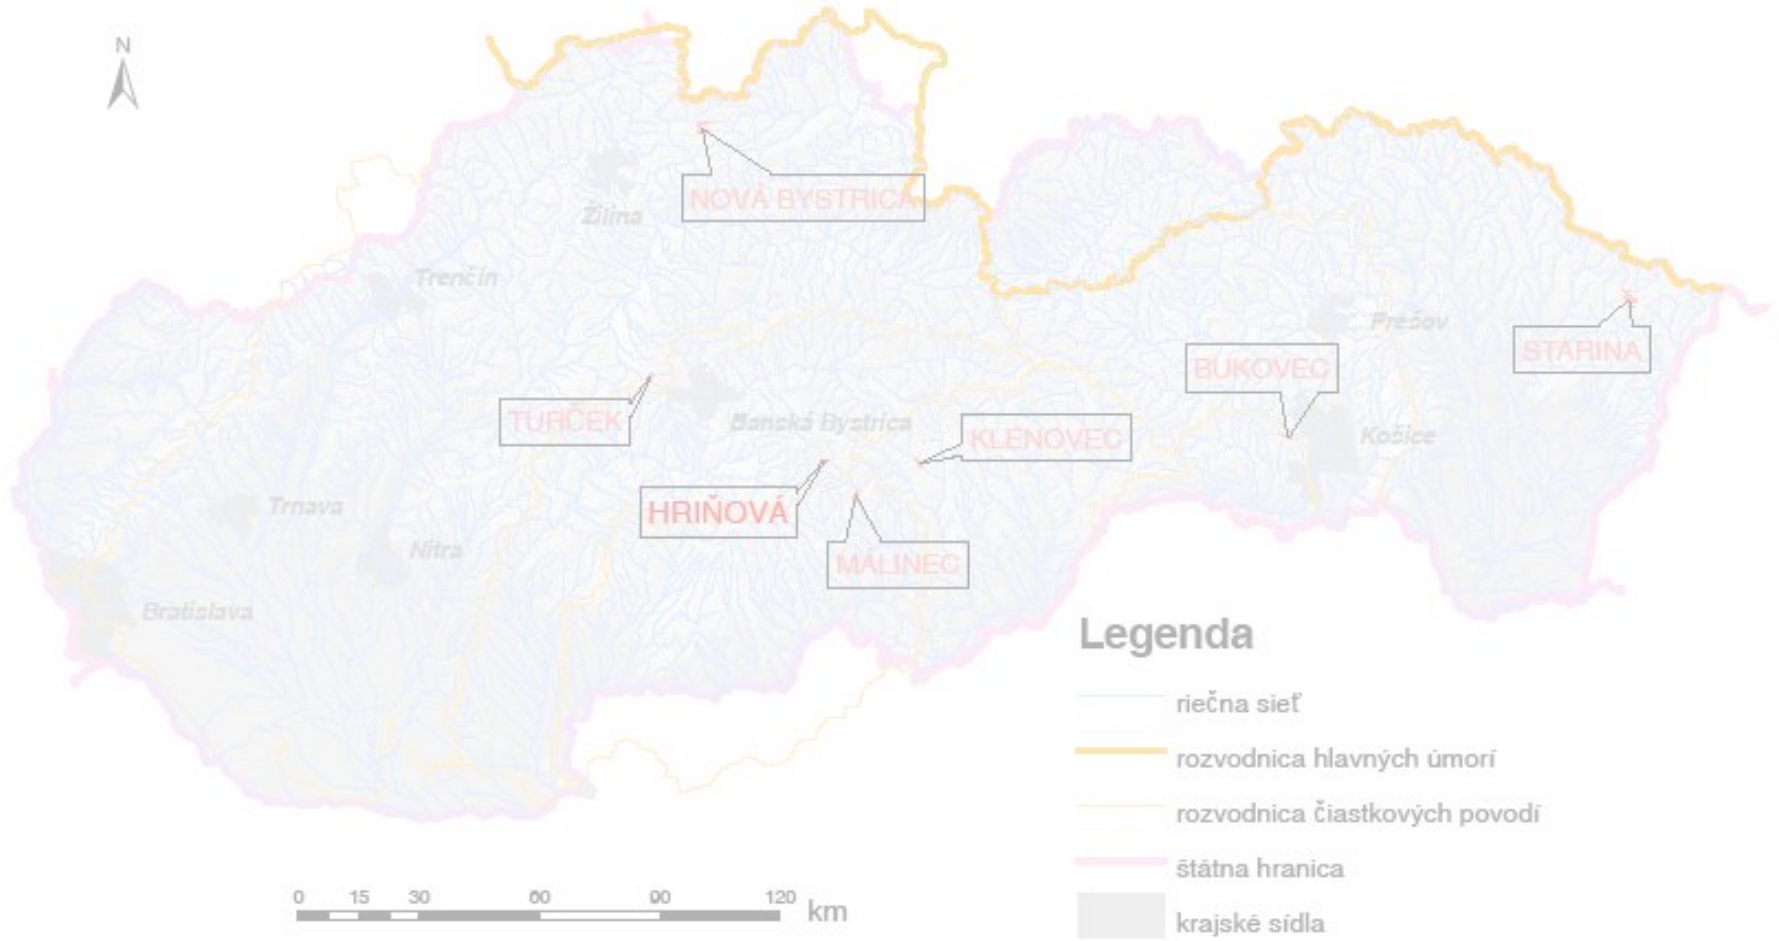 N
NOVÁ BYSTRICA
Žilina
Trenčín
Prešov
STARINA
BUKOVEC
TURČEK
Banská Bystrica
KLENOVEC
Košice
HRIŇOVÁ
Trnava
Nitra
MÁLINEC
Bratislava
Legenda
riečna sieť
rozvodnica hlavných úmorí
rozvodnica čiastkových povodí
štátna hranica
krajské sídla
0 15 30 60 90 120 km